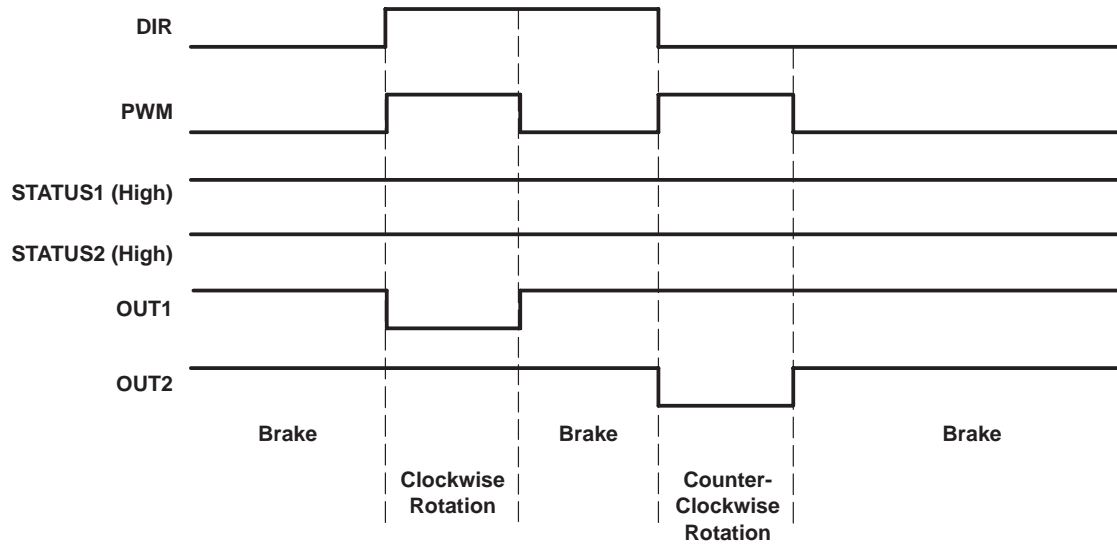 DIR
PWM
STATUS1 (High)
STATUS2 (High)
OUT1
OUT2
Brake
Brake
Brake
Clockwise
Rotation
Counter-
Clockwise
Rotation